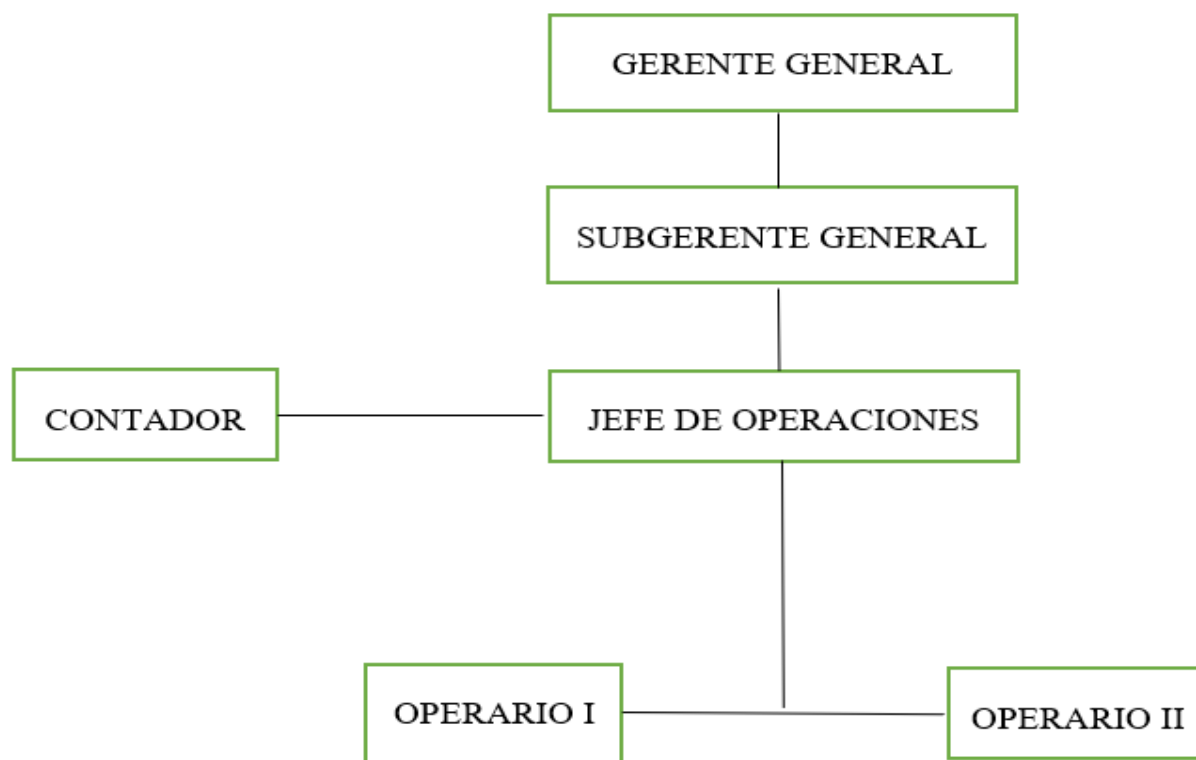 GERENTE GENERAL
SUBGERENTE GENERAL
CONTADOR
JEFE DE OPERACIONES
OPERARIO I
OPERARIO II